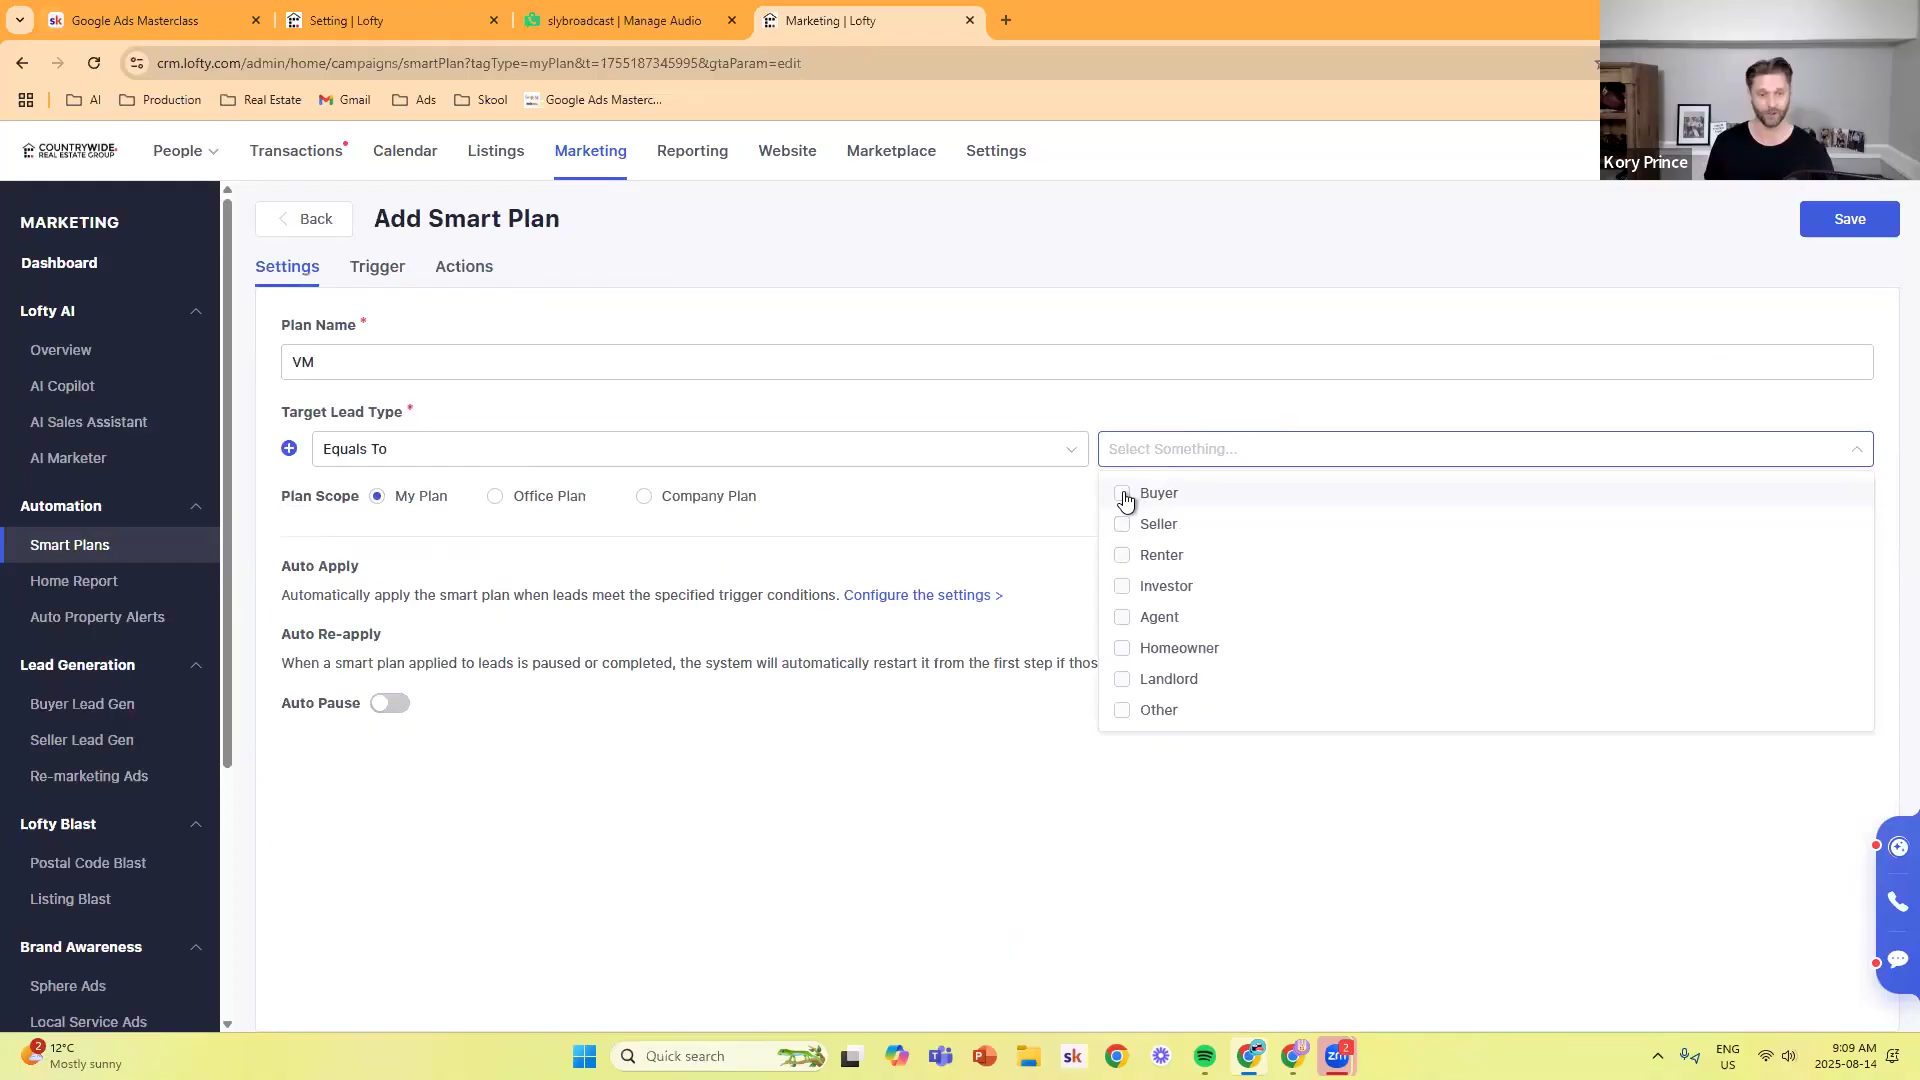 Google Ads Masterclass
Setting | Lofty
slybroadcast | Manage Audio
Marketing | Lofty
crm.lofty.com/admin/home/campaigns/smartPlan?tagType=myPlan&t=1755187345995&gtaParam=edit
AI
Production
Real Estate
Gmail
Ads
Skool
Google Ads Masterc...
COUNTRYWIDE
REAL ESTATE GROUP
People
Transactions
Calendar
Listings
Marketing
Reporting
Website
Marketplace
Settings
Kory Prince
MARKETING
Dashboard
Lofty AI
Overview
AI Copilot
AI Sales Assistant
AI Marketer
Automation
Smart Plans
Home Report
Auto Property Alerts
Lead Generation
Buyer Lead Gen
Seller Lead Gen
Re-marketing Ads
Lofty Blast
Postal Code Blast
Listing Blast
Brand Awareness
Sphere Ads
Local Service Ads
Back
Add Smart Plan
Save
Settings
Trigger
Actions
Plan Name *
VM
Target Lead Type *
Equals To
Select Something...
Plan Scope
My Plan
Office Plan
Company Plan
Buyer
Seller
Renter
Investor
Agent
Homeowner
Landlord
Other
Auto Apply
Automatically apply the smart plan when leads meet the specified trigger conditions. Configure the settings >
Auto Re-apply
When a smart plan applied to leads is paused or completed, the system will automatically restart it from the first step if thos
Auto Pause
2
12°C
Mostly sunny
Quick search
sk
zm
2
ENG
US
9:09 AM
2025-08-14